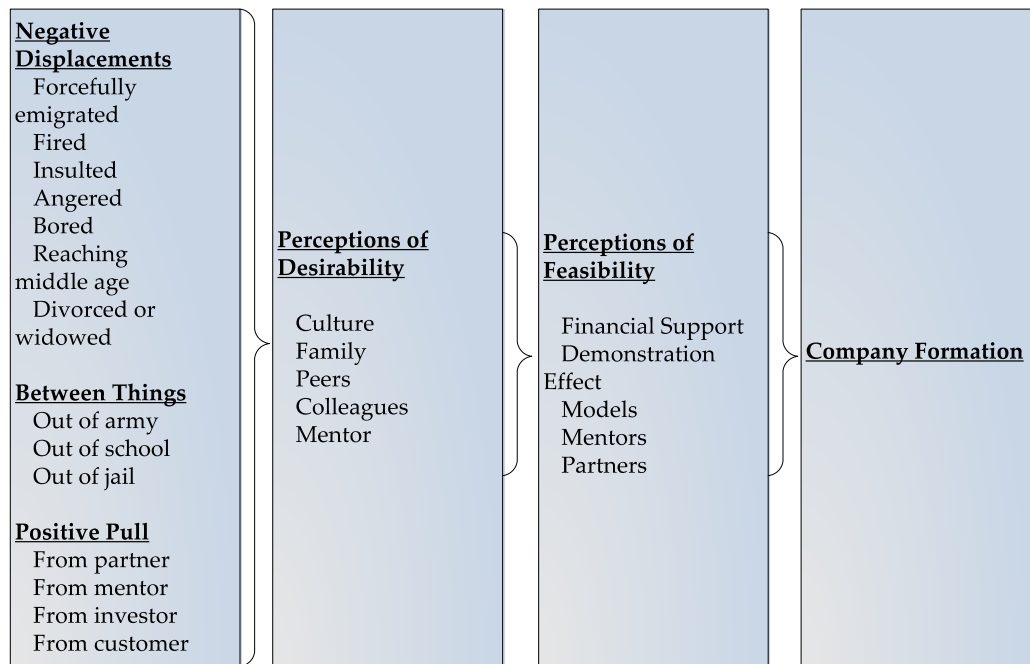 Negative
Displacements
Forcefully
emigrated
Fired
Insulted
Angered
Bored
Reaching
middle age
Divorced or
widowed
Between Things
Out of army
Out of school
Out of jail
Positive Pull
From partner
From mentor
From investor
From customer
Perceptions of
Desirability
Culture
Family
Peers
Colleagues
Mentor
Perceptions of
Feasibility
Financial Support
Demonstration
Effect
Models
Mentors
Partners
Company Formation